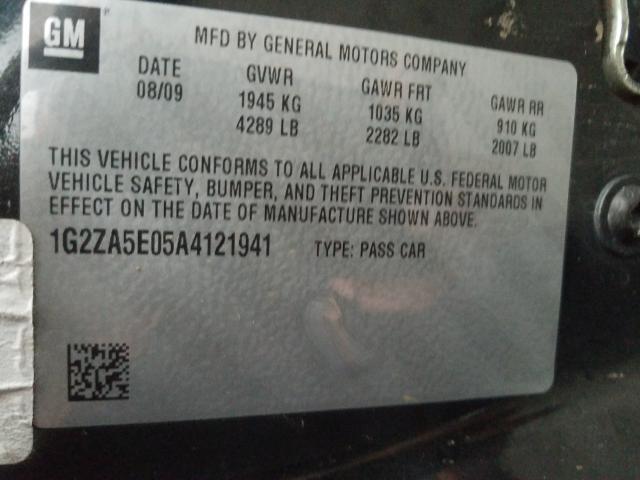 GM
MFD BY GENERAL MOTORS COMPANY
DATE GVWR GAWR FRT GAWR RR
08/09 1945 KG 1035 KG 910 KG
4289 LB 2282 LB 2007 LB
THIS VEHICLE CONFORMS TO ALL APPLICABLE U.S. FEDERAL MOTOR
VEHICLE SAFETY, BUMPER, AND THEFT PREVENTION STANDARDS IN
EFFECT ON THE DATE OF MANUFACTURE SHOWN ABOVE.
1G2ZA5E05A4121941 TYPE: PASS CAR